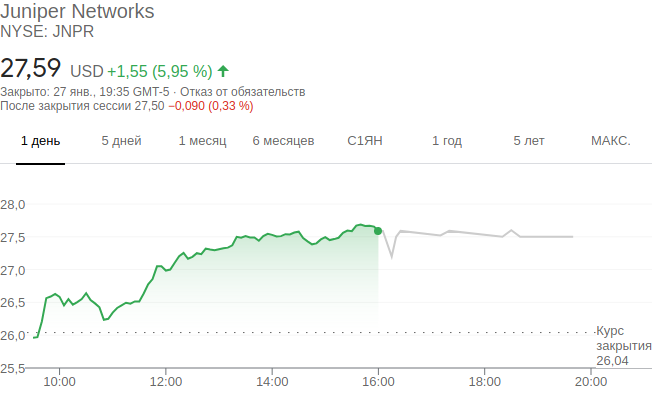 Juniper Networks
NYSE: JNPR
27,59 USD +1,55 (5,95 %)
Закрыто: 27 янв., 19:35 GMT-5 · Отказ от обязательств
После закрытия сессии 27,50 −0,090 (0,33 %)
1 день 5 дней 1 месяц 6 месяцев С1ЯН 1 год 5 лет МАКС.
28,0
27,5
27,0
26,5
26,0
25,5
Курс
закрытия
26,04
10:00 12:00 14:00 16:00 18:00 20:00